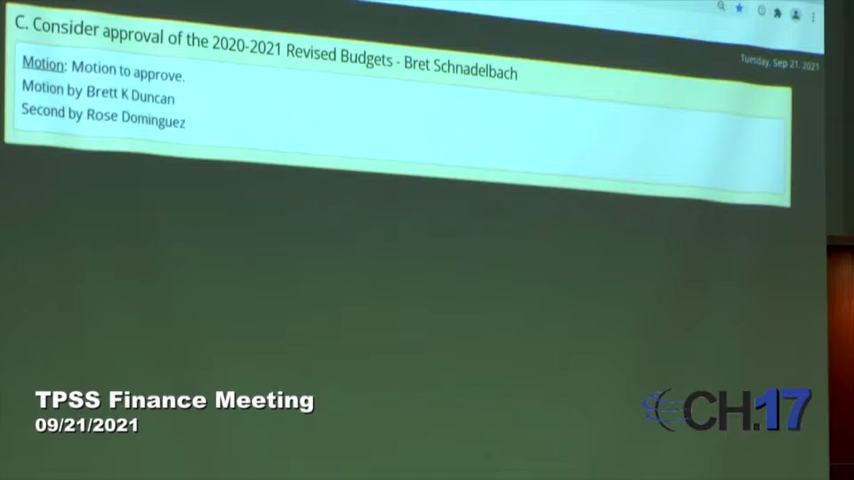 C. Consider approval of the 2020-2021 Revised Budgets - Bret Schnadelbach
Tuesday, Sep 21, 2021
Motion: Motion to approve.
Motion by Brett K Duncan
Second by Rose Dominguez
TPSS Finance Meeting
09/21/2021
CH.17